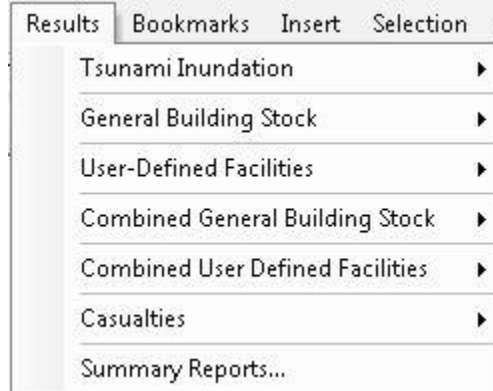 Results Bookmarks Insert Selection
Tsunami Inundation
General Building Stock
User-Defined Facilities
Combined General Building Stock
Combined User Defined Facilities
Casualties
Summary Reports...